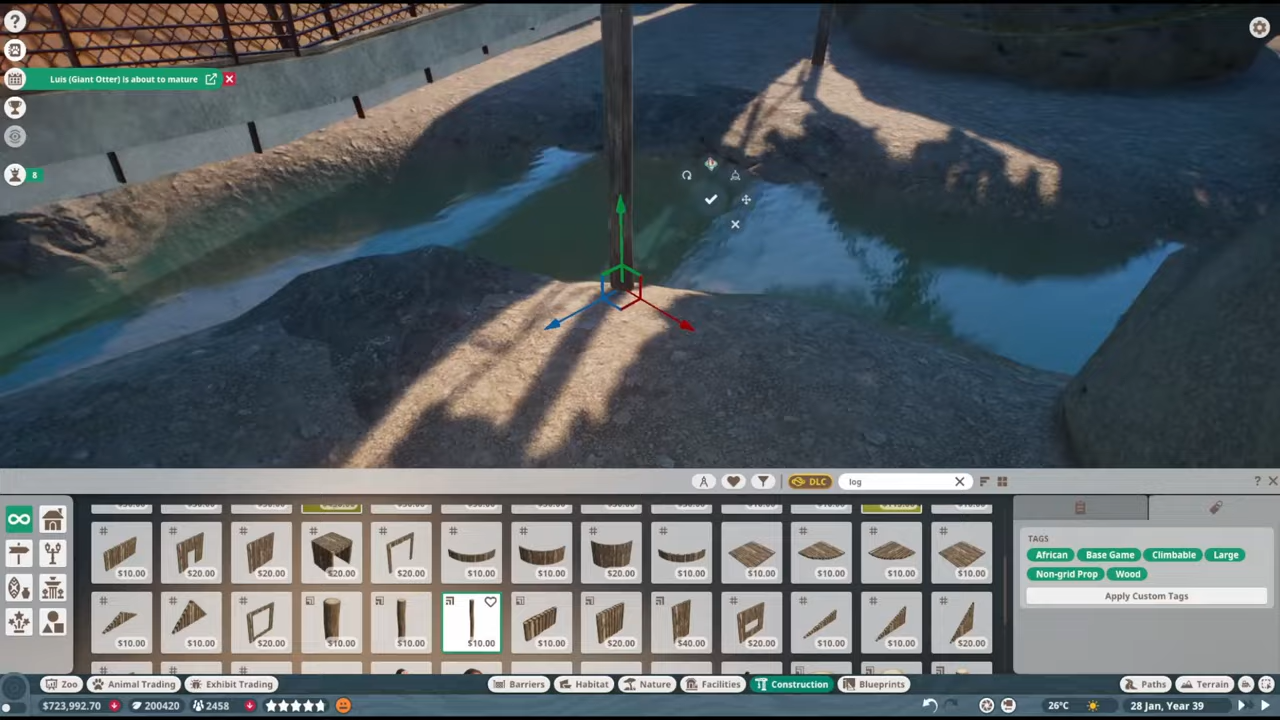 ?
Luis (Giant Otter) is about to mature
8
DLC
log
?
$10.00 $20.00 $20.00 $20.00 $20.00 $10.00 $10.00 $20.00 $10.00 $10.00 $10.00 $10.00 $10.00
TAGS
African Base Game Climbable Large
Non-grid Prop Wood
Apply Custom Tags
$10.00 $10.00 $20.00 $10.00 $10.00 $10.00 $10.00 $20.00 $40.00 $20.00 $10.00 $10.00 $20.00
Zoo Animal Trading Exhibit Trading Barriers Habitat Nature Facilities Construction Blueprints Paths Terrain
$723,992.70 200420 2458 26°C 28 Jan, Year 39